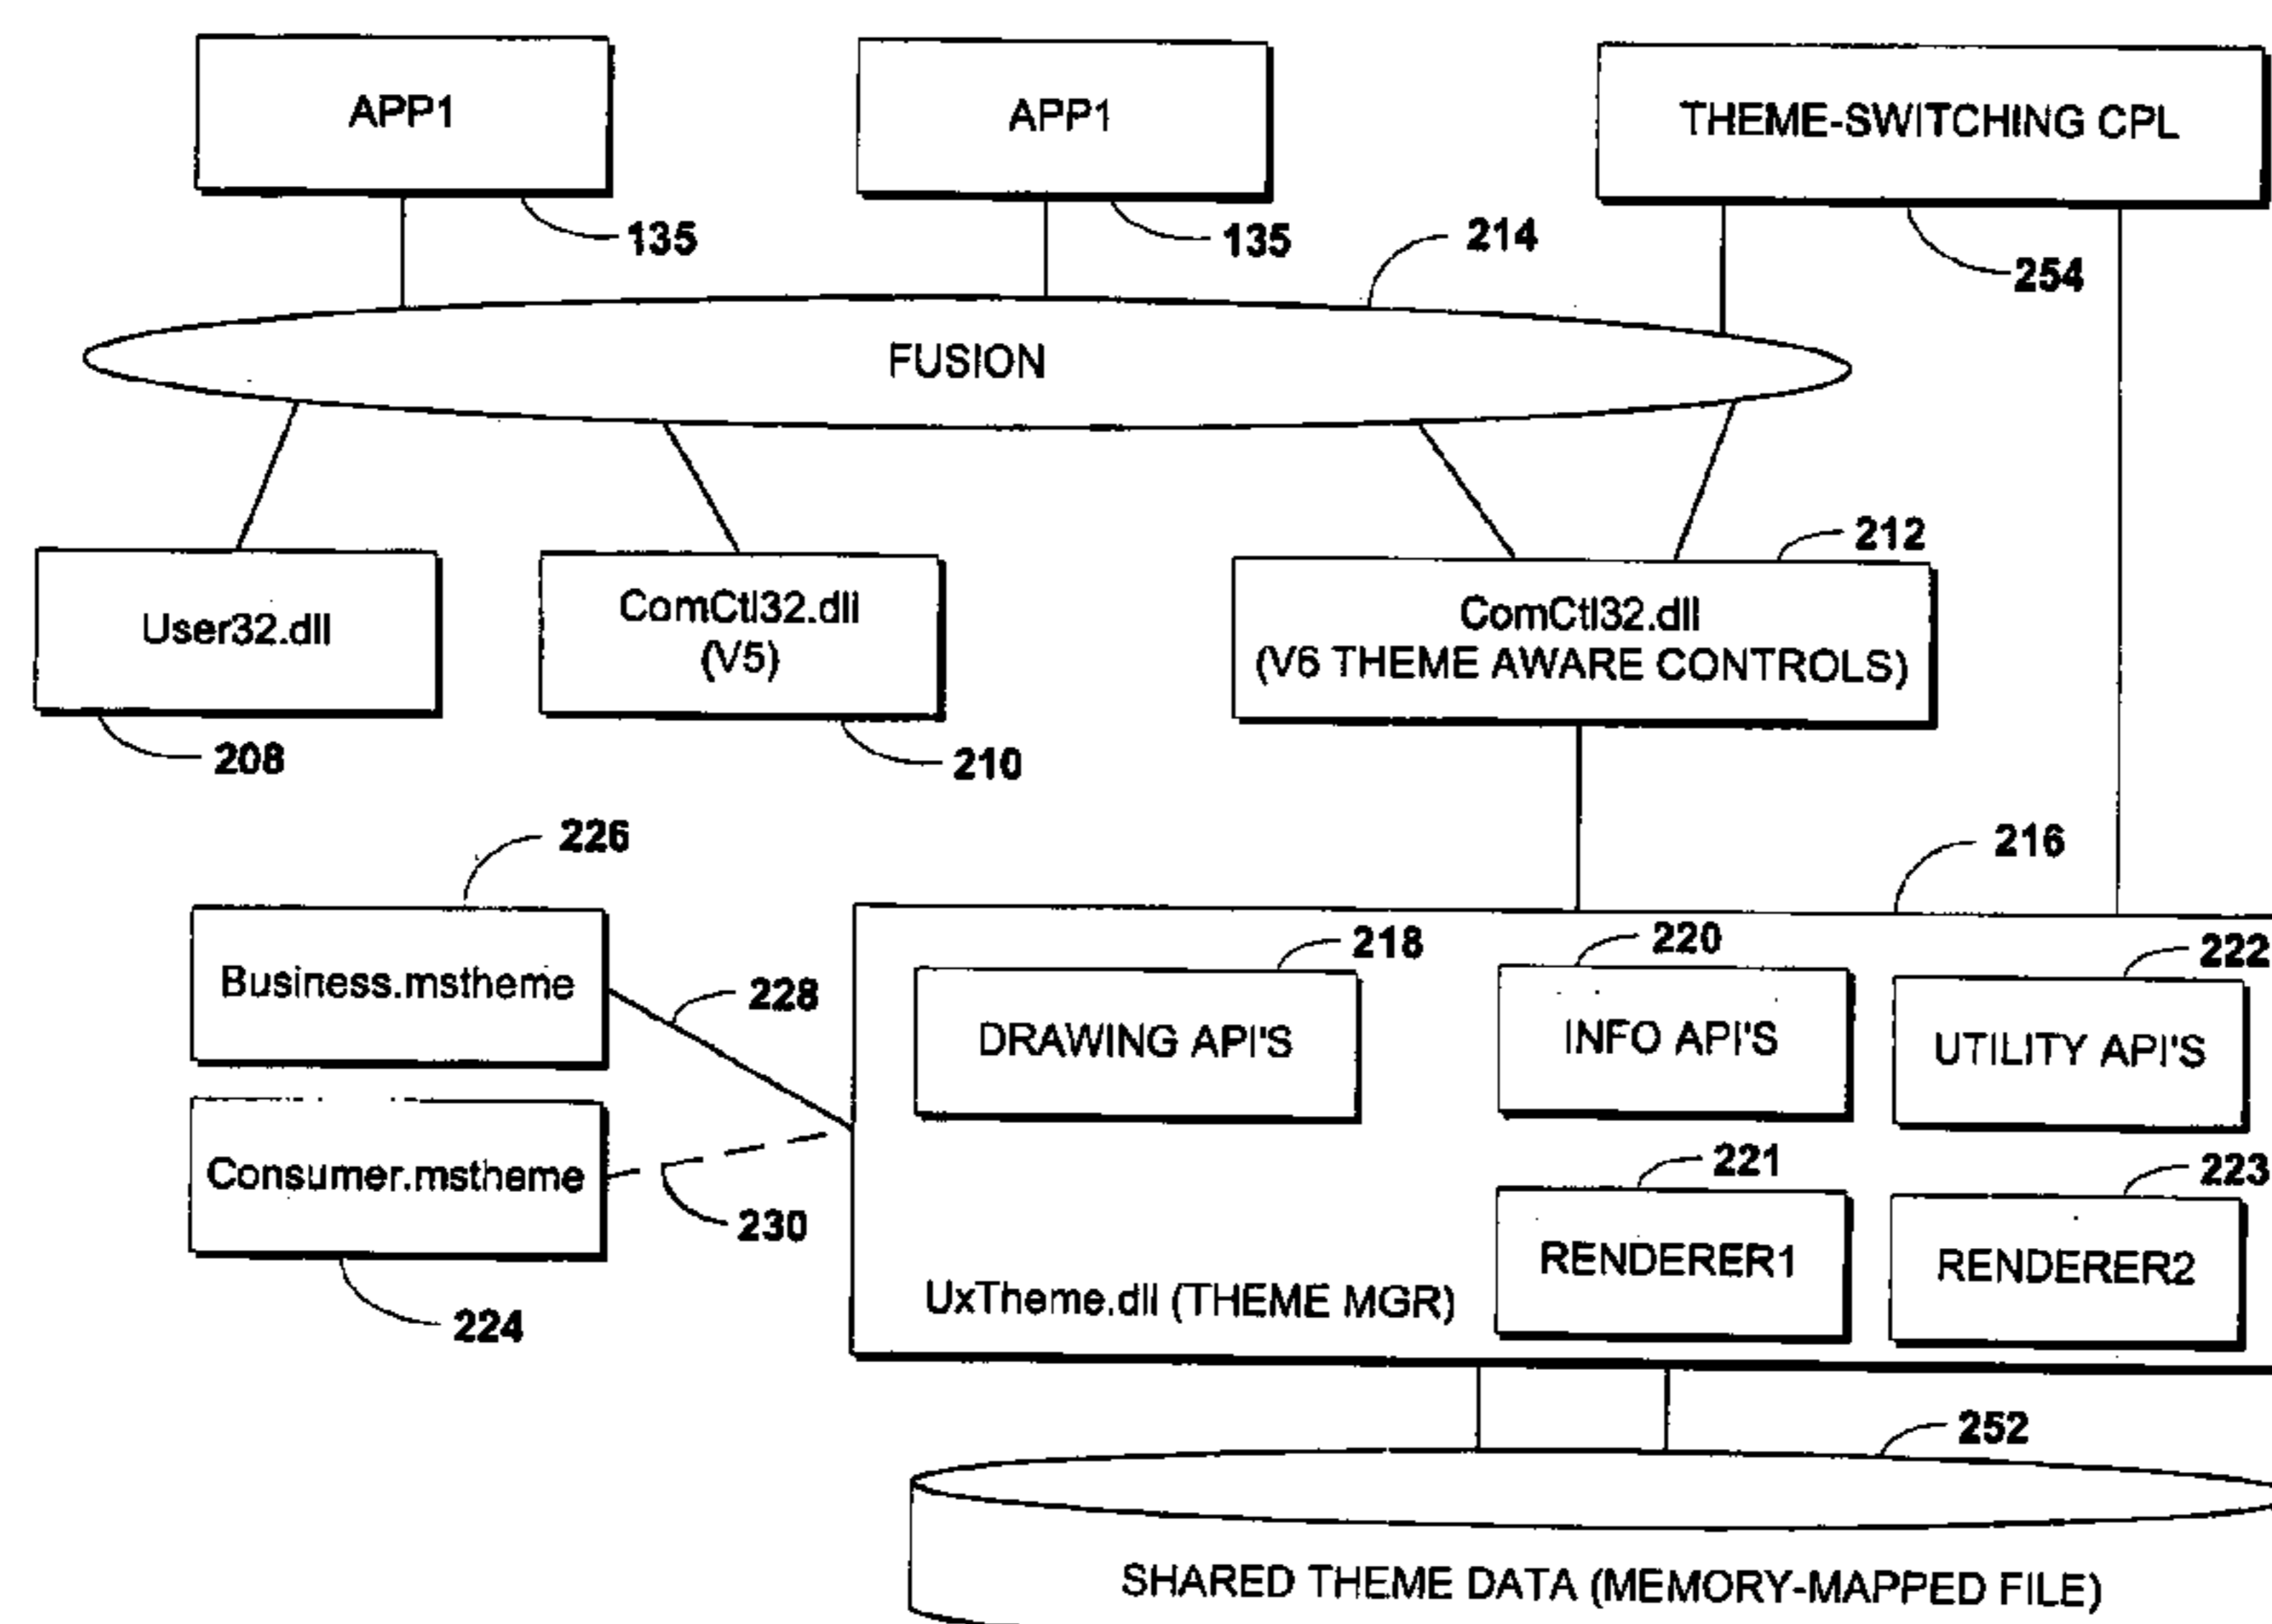 APP1
APP1
THEME-SWITCHING CPL
135
135
214
254
FUSION
212
User32.dll
ComCtl32.dll
(V5)
ComCtl32.dll
(V6 THEME AWARE CONTROLS)
208
210
226
216
218
220
222
Business.mstheme
228
DRAWING API'S
INFO API'S
UTILITY API'S
221
223
Consumer.mstheme
230
RENDERER1
RENDERER2
UxTheme.dll (THEME MGR)
224
252
SHARED THEME DATA (MEMORY-MAPPED FILE)